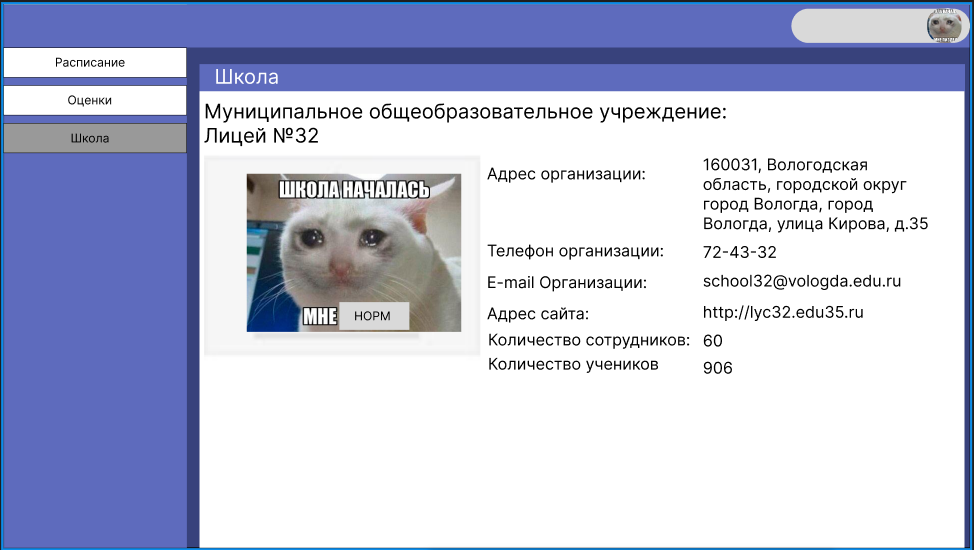 Расписание
Оценки
Школа
Школа
Муниципальное общеобразовательное учреждение:
Лицей №32
ШКОЛА НАЧАЛАСЬ
МНЕ НОРМ
Адрес организации:
160031, Вологодская
область, городской округ
город Вологда, город
Вологда, улица Кирова, д.35
Телефон организации:
72-43-32
E-mail Организации:
school32@vologda.edu.ru
Адрес сайта:
http://lyc32.edu35.ru
Количество сотрудников:
60
Количество учеников
906